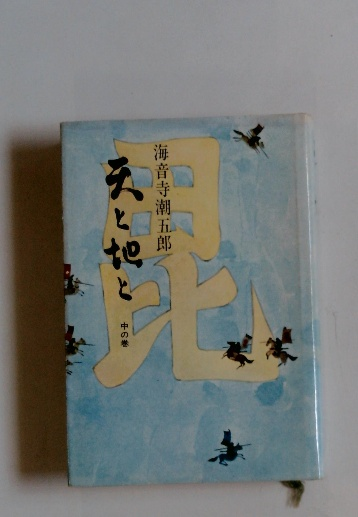 海音寺潮五郎
天と地と
中の巻
毘